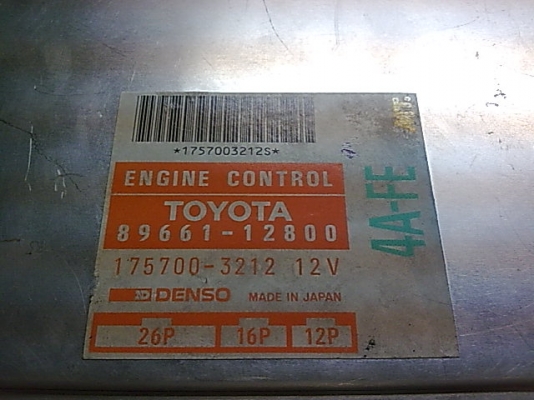 *1757003212S*
ENGINE CONTROL
TOYOTA
89661-12800
175700-3212 12V
DENSO MADE IN JAPAN
26P 16P 12P
4A-FE